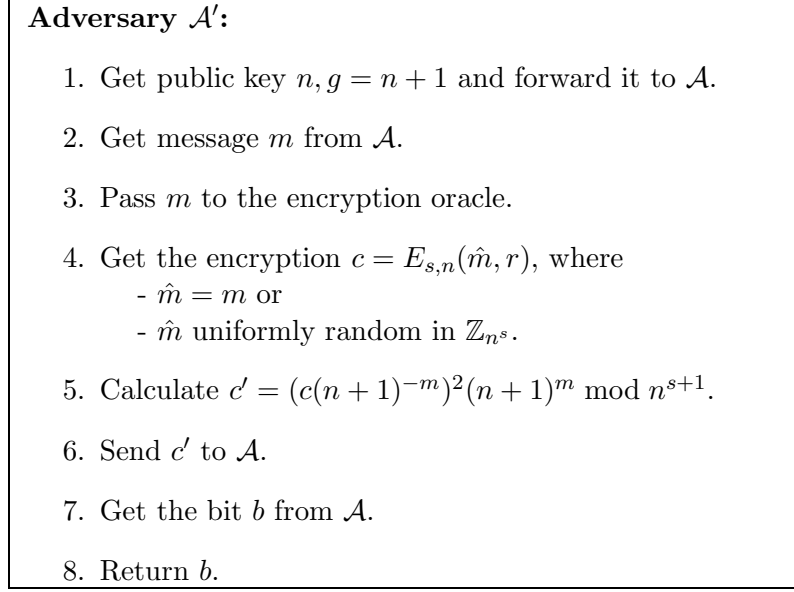 Adversary 𝒜′:
1. Get public key n, g = n + 1 and forward it to 𝒜.
2. Get message m from 𝒜.
3. Pass m to the encryption oracle.
4. Get the encryption c = E_{s,n}(m̂, r), where
- m̂ = m or
- m̂ uniformly random in ℤ_{n^s}.
5. Calculate c′ = (c(n + 1)^{−m})^2(n + 1)^m mod n^{s+1}.
6. Send c′ to 𝒜.
7. Get the bit b from 𝒜.
8. Return b.